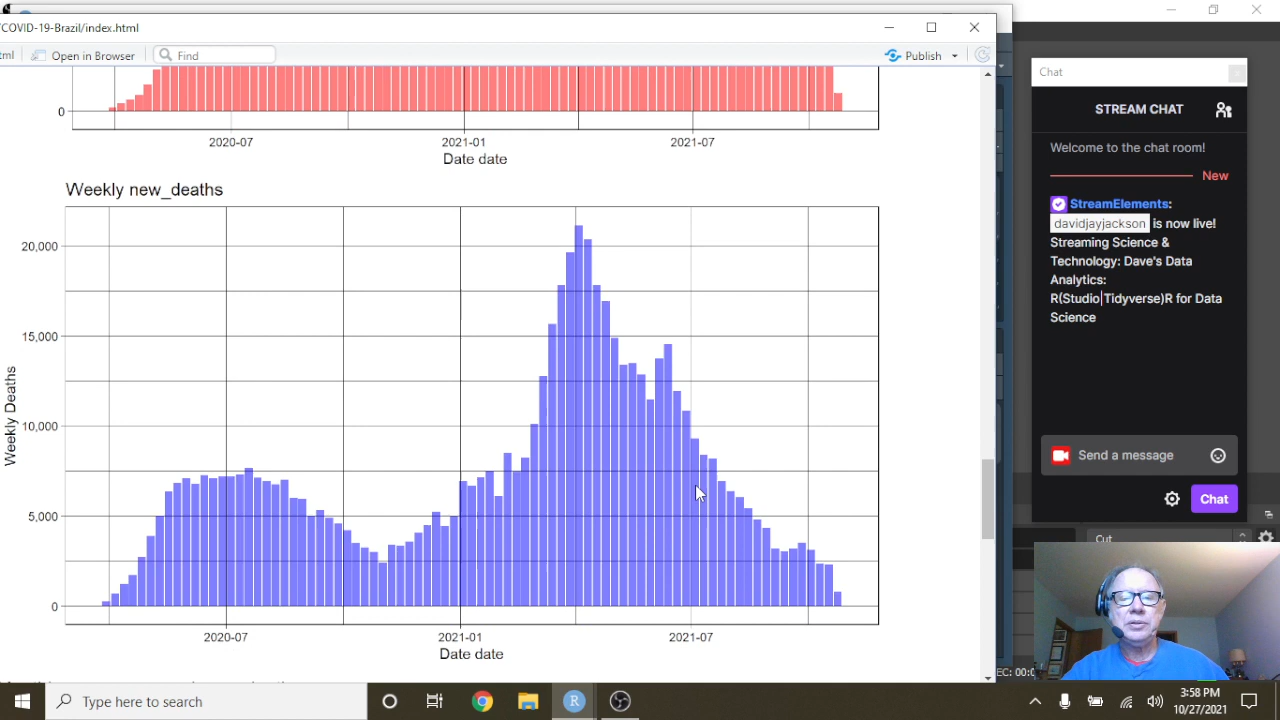 /COVID-19-Brazil/index.html
Open in Browser
Find
Publish
0
2020-07
2021-01
2021-07
Date date
Weekly new_deaths
20,000
15,000
10,000
5,000
0
Weekly Deaths
2020-07
2021-01
2021-07
Date date
Chat
STREAM CHAT
Welcome to the chat room!
New
StreamElements:
davidjayjackson is now live!
Streaming Science &
Technology: Dave's Data
Analytics:
R(Studio|Tidyverse)R for Data
Science
Send a message
Chat
Cut
Type here to search
3:58 PM
10/27/2021